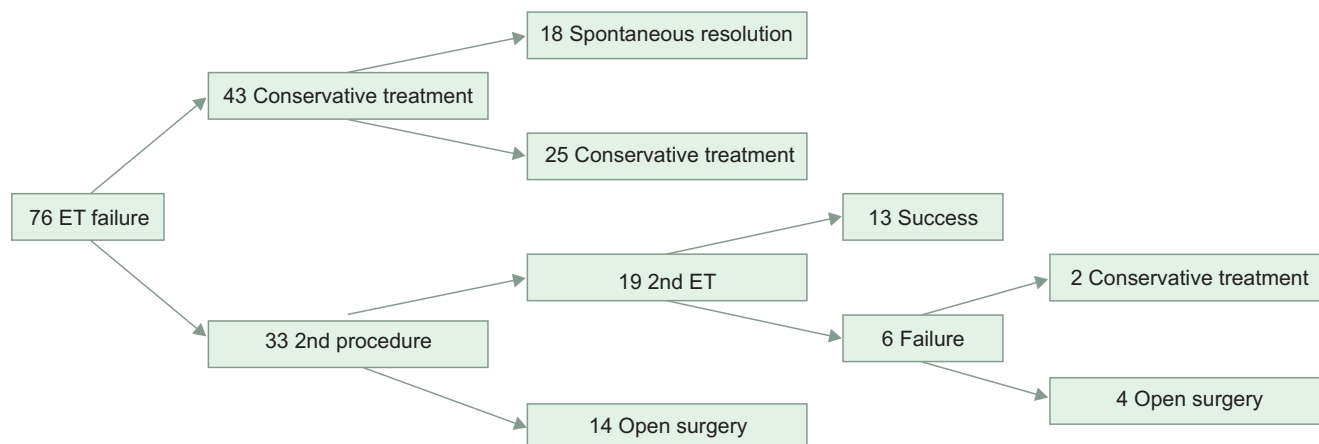 18 Spontaneous resolution
43 Conservative treatment
25 Conservative treatment
76 ET failure
13 Success
19 2nd ET
2 Conservative treatment
33 2nd procedure
6 Failure
4 Open surgery
14 Open surgery